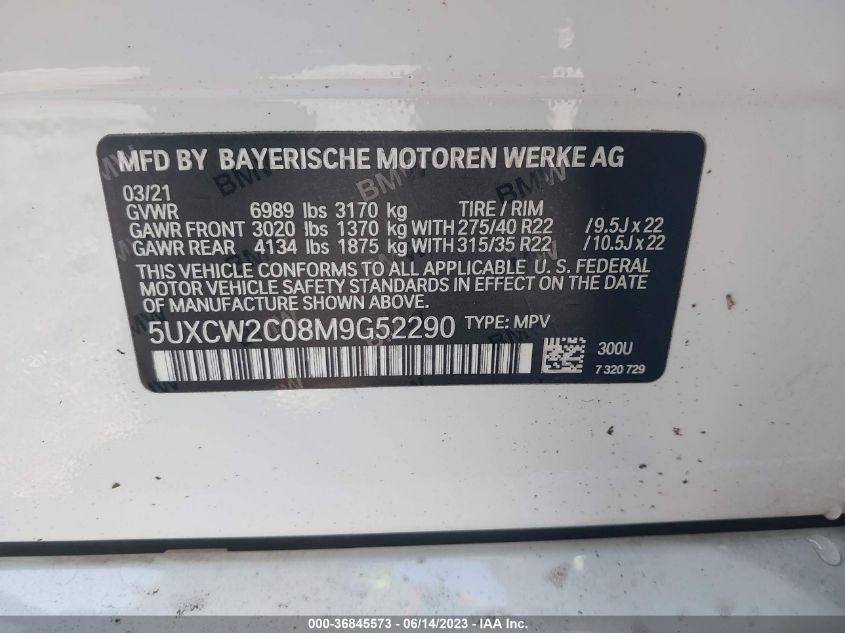 MFD BY BAYERISCHE MOTOREN WERKE AG
03/21
GVWR 6989 lbs 3170 kg TIRE / RIM
GAWR FRONT 3020 lbs 1370 kg WITH 275/40 R22 /9.5J x 22
GAWR REAR 4134 lbs 1875 kg WITH 315/35 R22 /10.5J x 22
THIS VEHICLE CONFORMS TO ALL APPLICABLE U. S. FEDERAL
MOTOR VEHICLE SAFETY STANDARDS IN EFFECT ON THE DATE
OF MANUFACTURE SHOWN ABOVE.
5UXCW2C08M9G52290 TYPE: MPV
300U
7 320 729
000-36845573 - 06/14/2023 - IAAI.com